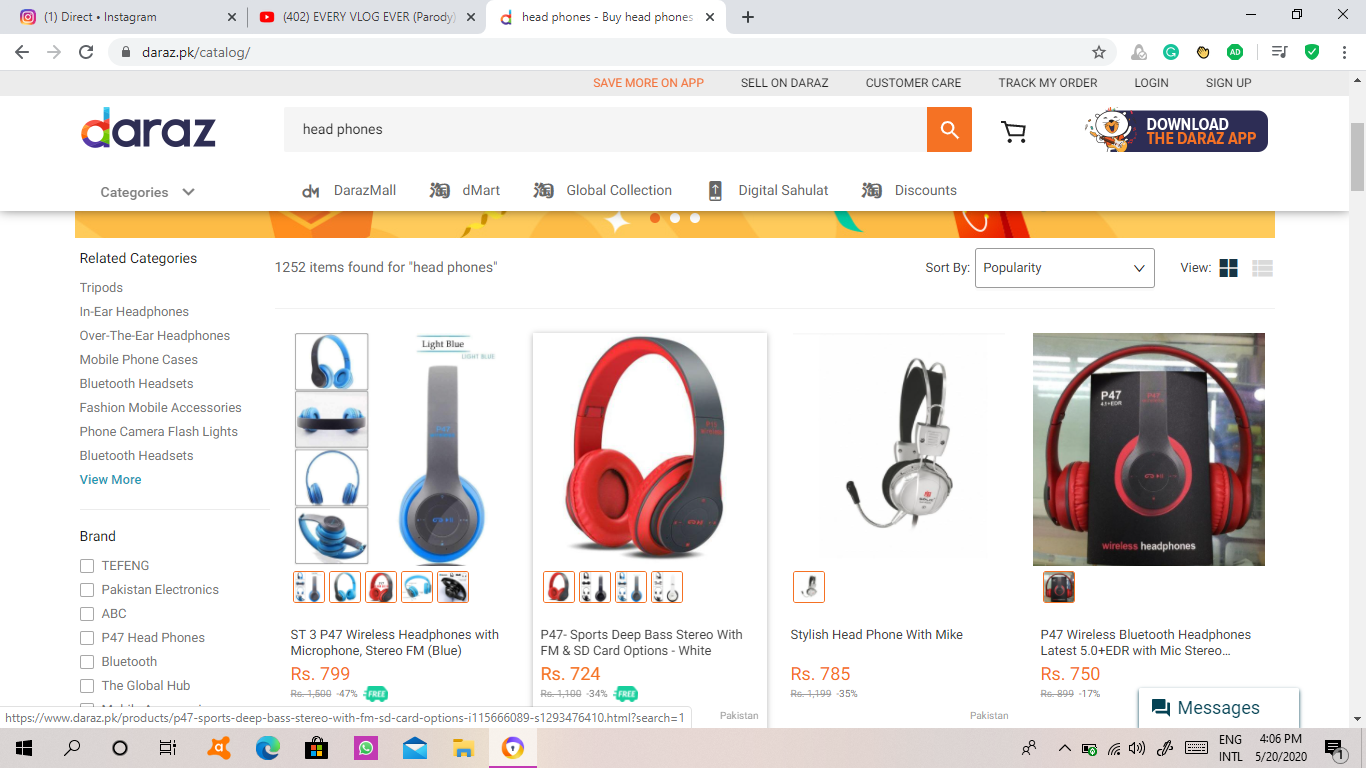 (1) Direct • Instagram
(402) EVERY VLOG EVER (Parody)
head phones - Buy head phones
daraz.pk/catalog/
SAVE MORE ON APP
SELL ON DARAZ
CUSTOMER CARE
TRACK MY ORDER
LOGIN
SIGN UP
daraz
head phones
DOWNLOAD
THE DARAZ APP
Categories
DarazMall
dMart
Global Collection
Digital Sahulat
Discounts
Related Categories
Tripods
In-Ear Headphones
Over-The-Ear Headphones
Mobile Phone Cases
Bluetooth Headsets
Fashion Mobile Accessories
Phone Camera Flash Lights
Bluetooth Headsets
View More
Brand
TEFENG
Pakistan Electronics
ABC
P47 Head Phones
Bluetooth
The Global Hub
1252 items found for "head phones"
Sort By:
Popularity
View:
Light Blue
LIGHT BLUE
P47
ST 3 P47 Wireless Headphones with
Microphone, Stereo FM (Blue)
Rs. 799
Rs. 1,500 -47% FREE
P47- Sports Deep Bass Stereo With
FM & SD Card Options - White
Rs. 724
Rs. 1,100 -34% FREE
Pakistan
Stylish Head Phone With Mike
Rs. 785
Rs. 1,199 -35%
Pakistan
P47
4.1+EDR
P47
wireless headphones
P47 Wireless Bluetooth Headphones
Latest 5.0+EDR with Mic Stereo…
Rs. 750
Rs. 899 -17%
Messages
https://www.daraz.pk/products/p47-sports-deep-bass-stereo-with-fm-sd-card-options-i115666089-s1293476410.html?search=1
ENG
INTL
4:06 PM
5/20/2020
1